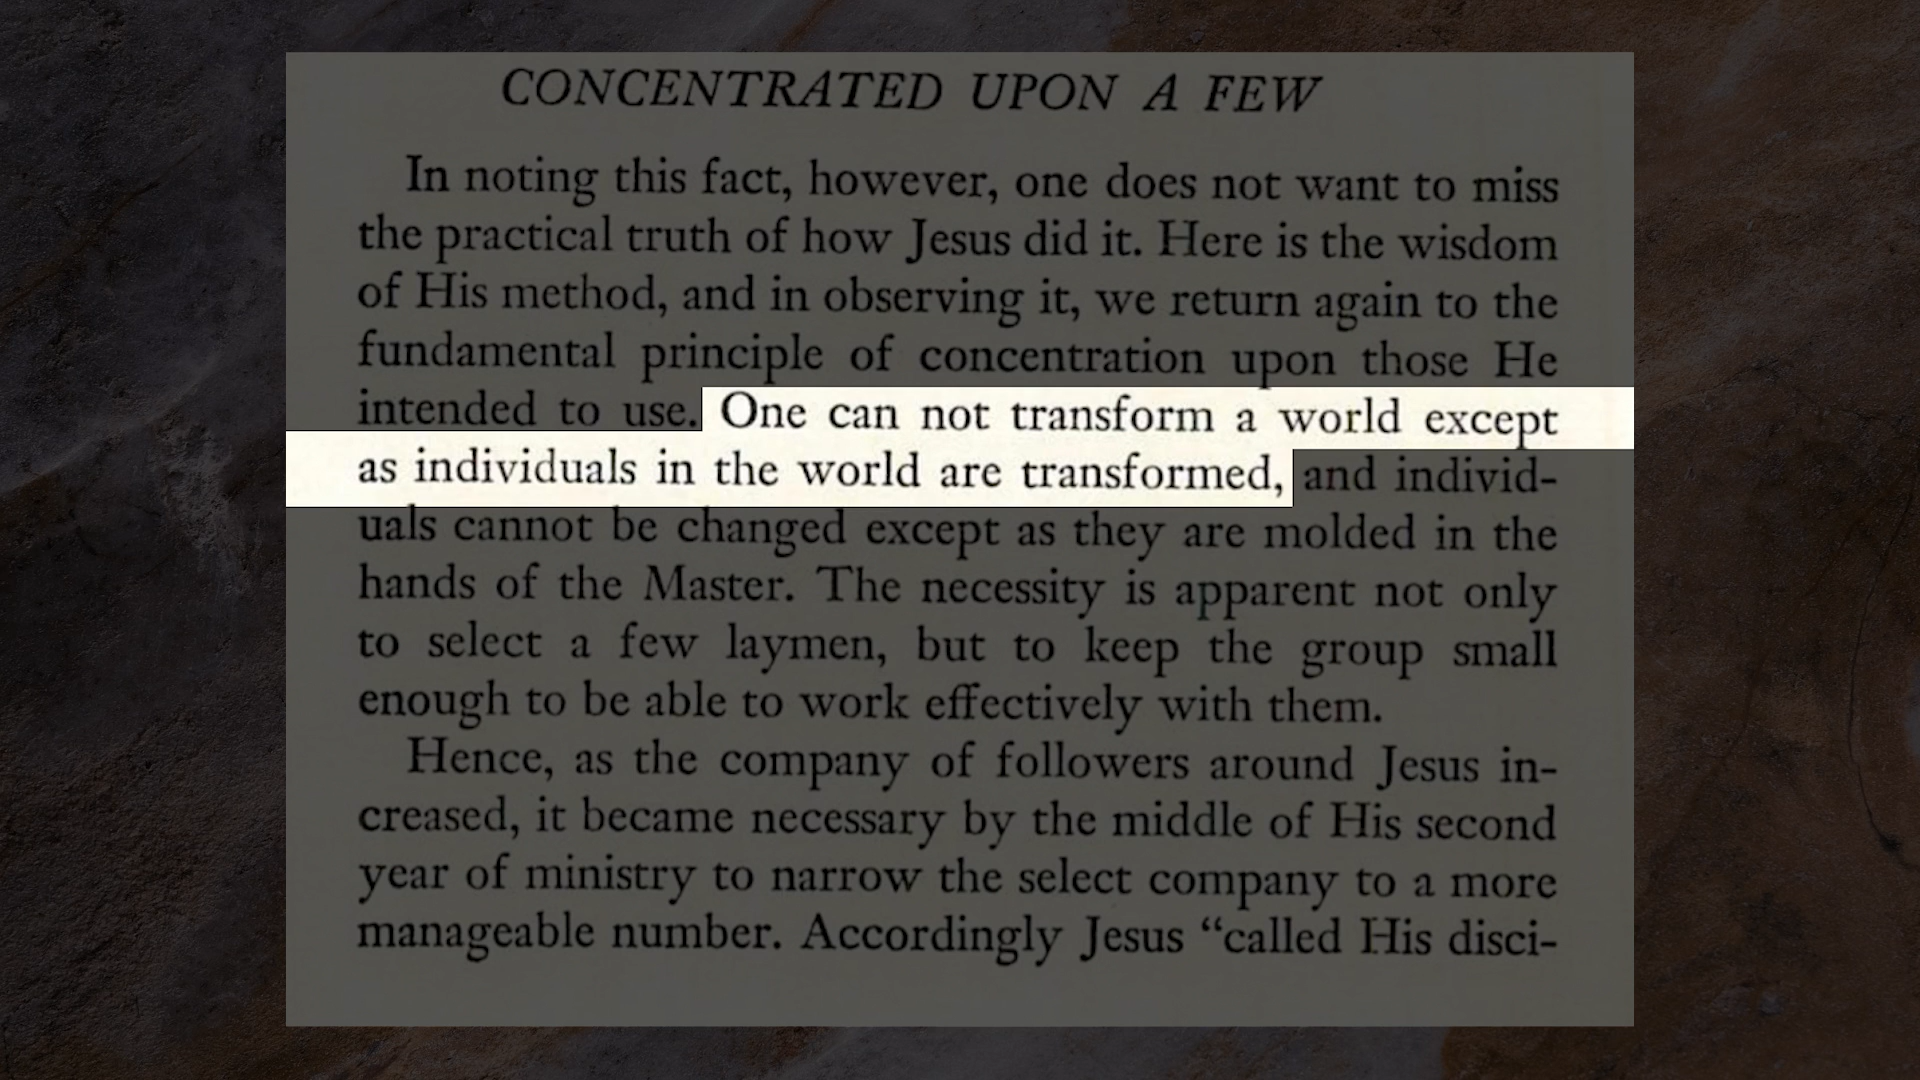 CONCENTRATED UPON A FEW
In noting this fact, however, one does not want to miss
the practical truth of how Jesus did it. Here is the wisdom
of His method, and in observing it, we return again to the
fundamental principle of concentration upon those He
intended to use. One can not transform a world except
as individuals in the world are transformed, and individ-
uals cannot be changed except as they are molded in the
hands of the Master. The necessity is apparent not only
to select a few laymen, but to keep the group small
enough to be able to work effectively with them.
Hence, as the company of followers around Jesus in-
creased, it became necessary by the middle of His second
year of ministry to narrow the select company to a more
manageable number. Accordingly Jesus “called His disci-